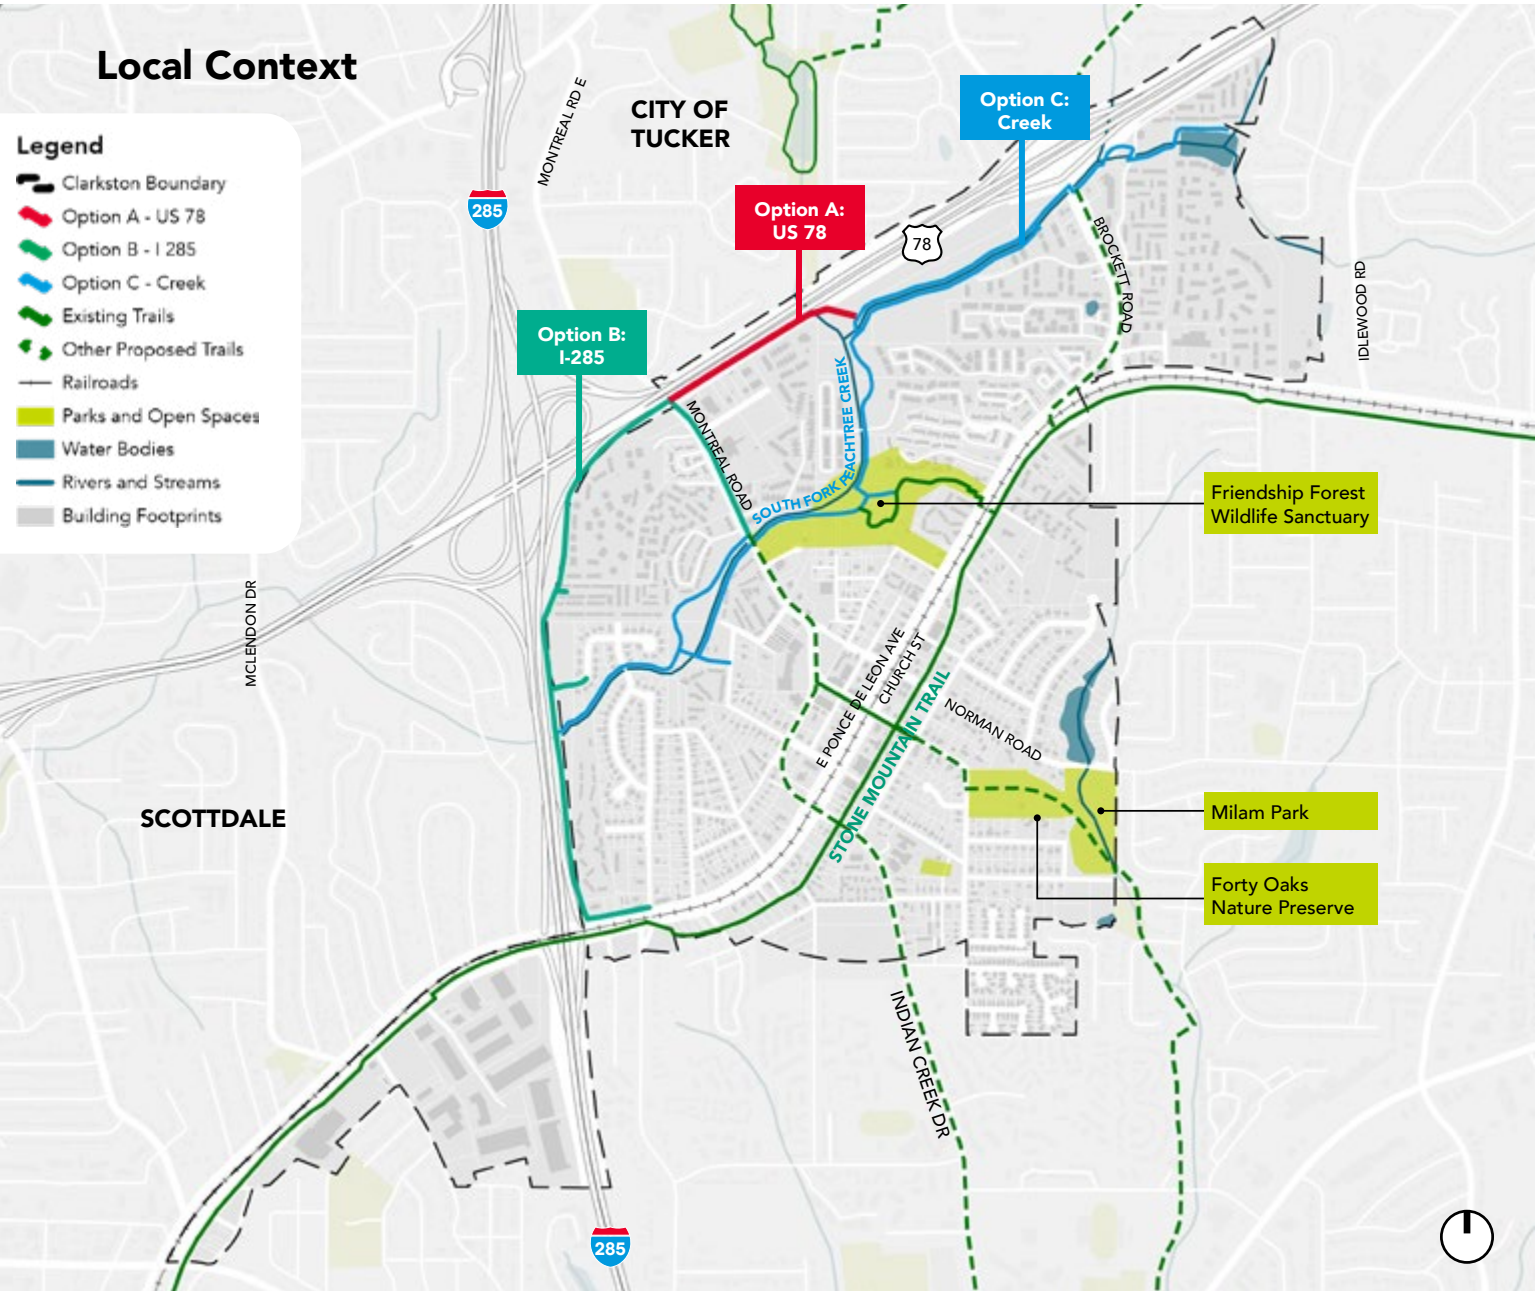 Local Context
Legend
Clarkston Boundary
Option A - US 78
Option B - I 285
Option C - Creek
Existing Trails
Other Proposed Trails
Railroads
Parks and Open Spaces
Water Bodies
Rivers and Streams
Building Footprints
CITY OF
TUCKER
MONTREAL RD E
285
Option C:
Creek
Option A:
US 78
78
Option B:
I-285
BROCKETT ROAD
IDLEWOOD RD
MONTREAL ROAD
SOUTH FORK PEACHTREE CREEK
Friendship Forest
Wildlife Sanctuary
MCLENDON DR
E PONCE DE LEON AVE
CHURCH ST
STONE MOUNTAIN TRAIL
NORMAN ROAD
SCOTTDALE
Milam Park
Forty Oaks
Nature Preserve
INDIAN CREEK DR
285